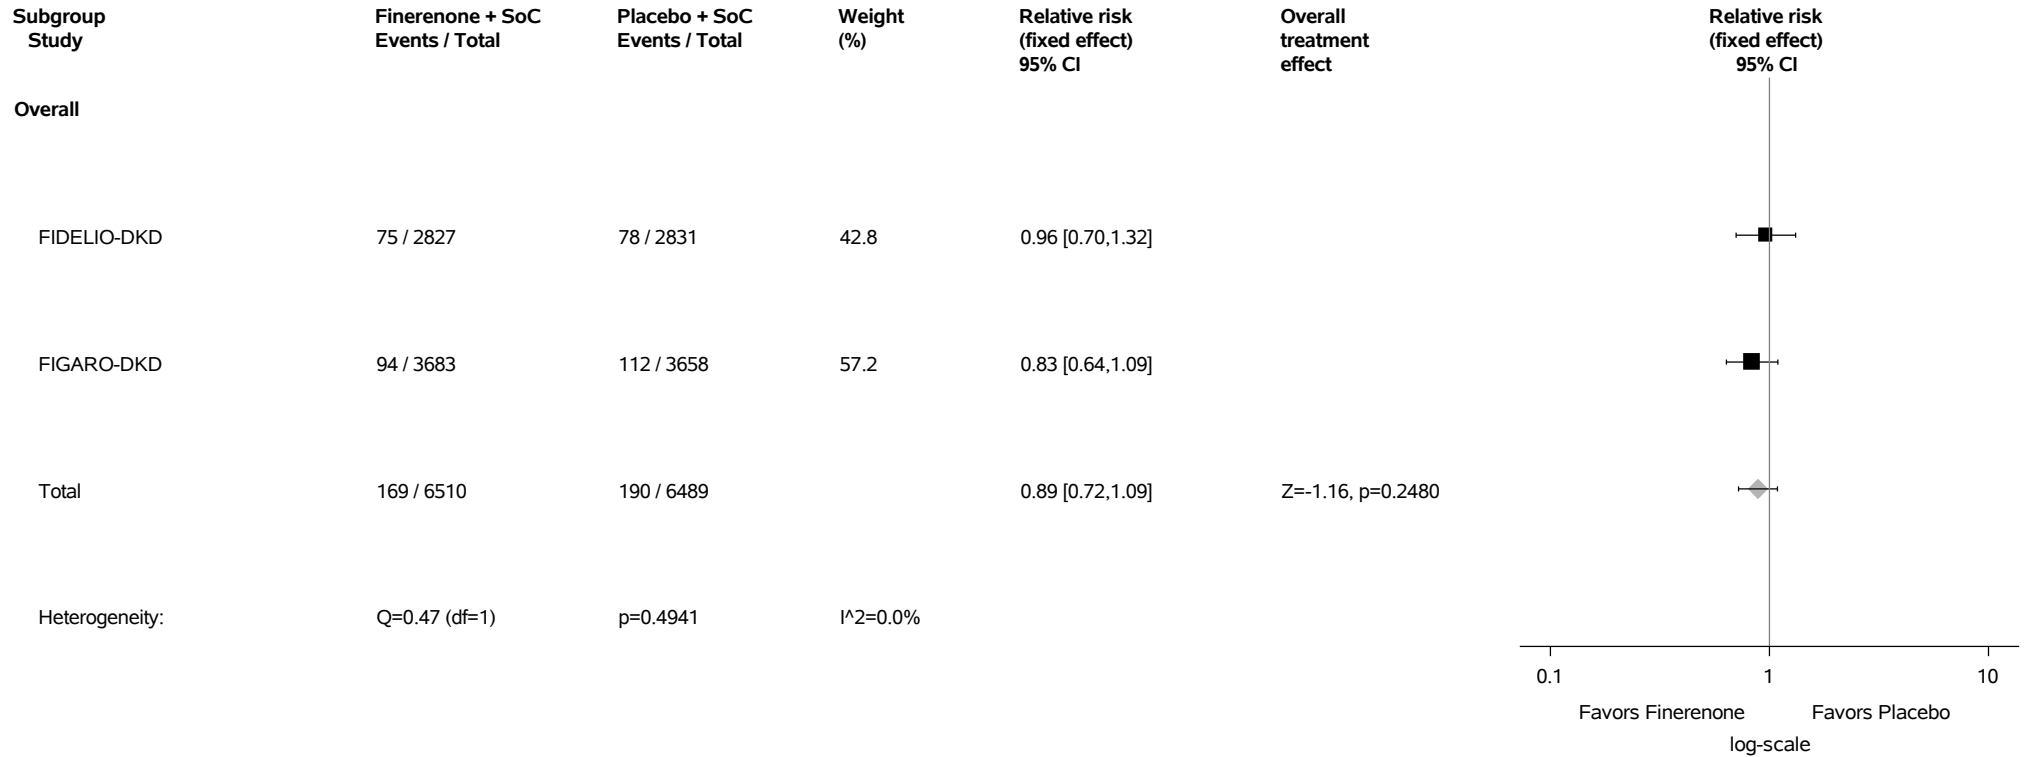 Subgroup Finerenone + SoC Placebo + SoC Weight Relative risk Overall Relative risk
Study Events / Total Events / Total (%) (fixed effect) treatment (fixed effect)
95% CI effect 95% CI
Overall
FIDELIO-DKD 75 / 2827 78 / 2831 42.8 0.96 [0.70,1.32]
FIGARO-DKD 94 / 3683 112 / 3658 57.2 0.83 [0.64,1.09]
Total 169 / 6510 190 / 6489 0.89 [0.72,1.09] Z=-1.16, p=0.2480
Heterogeneity: Q=0.47 (df=1) p=0.4941 I^2=0.0%
0.1 1 10
Favors Finerenone Favors Placebo
log-scale